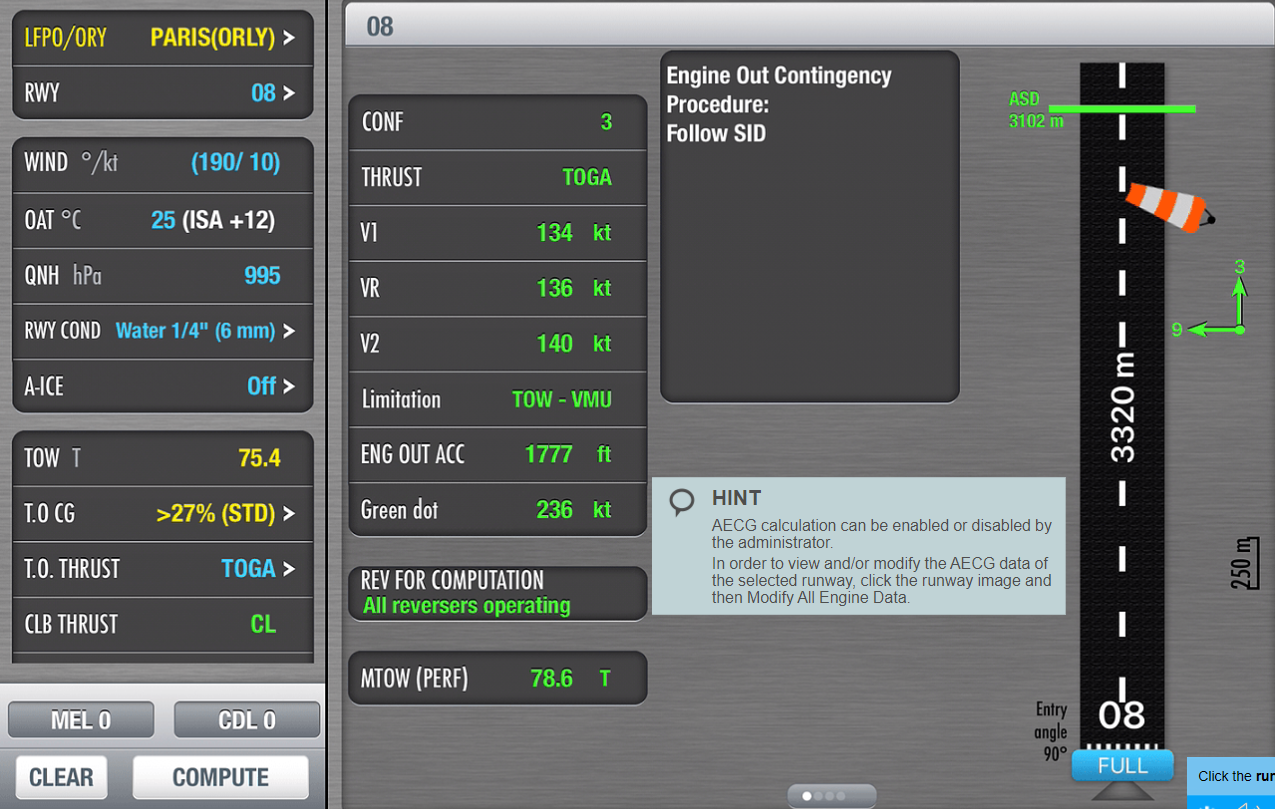 LFPO/ORY PARIS(ORLY) >
RWY 08 >
WIND °/kt (190/ 10)
OAT °C 25 (ISA +12)
QNH hPa 995
RWY COND Water 1/4" (6 mm) >
A-ICE Off >
TOW T 75.4
T.O CG >27% (STD) >
T.O. THRUST TOGA >
CLB THRUST CL
MEL 0 CDL 0
CLEAR COMPUTE
08
CONF 3
THRUST TOGA
V1 134 kt
VR 136 kt
V2 140 kt
Limitation TOW - VMU
ENG OUT ACC 1777 ft
Green dot 236 kt
REV FOR COMPUTATION
All reversers operating
MTOW (PERF) 78.6 T
Engine Out Contingency
Procedure:
Follow SID
HINT
AECG calculation can be enabled or disabled by
the administrator.
In order to view and/or modify the AECG data of
the selected runway, click the runway image and
then Modify All Engine Data.
ASD
3102 m
3
9
3320 m
250 m
08
Entry
angle
90°
FULL
Click the run